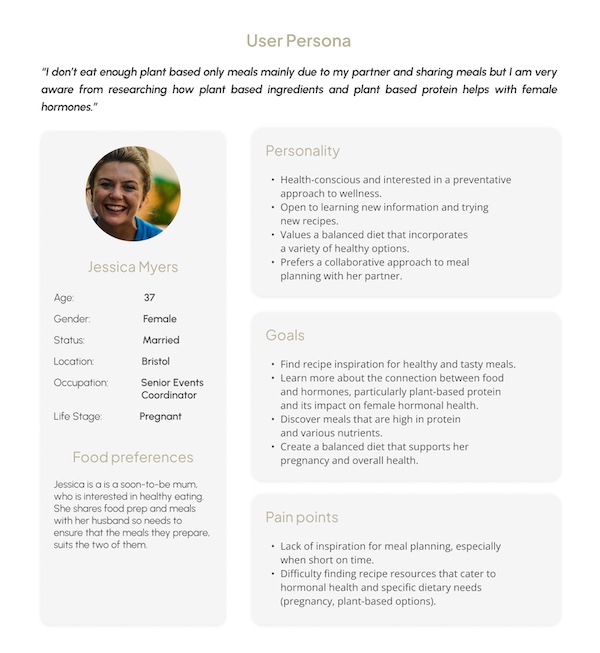 User Persona
"I don't eat enough plant based only meals mainly due to my partner and sharing meals but I am very
aware from researching how plant based ingredients and plant based protein helps with female
hormones."
Jessica Myers
Age: 37
Gender: Female
Status: Married
Location: Bristol
Occupation: Senior Events
Coordinator
Life Stage: Pregnant
Food preferences
Jessica is a is a soon-to-be mum,
who is interested in healthy eating.
She shares food prep and meals
with her husband so needs to
ensure that the meals they prepare,
suits the two of them.
Personality
• Health-conscious and interested in a preventative
approach to wellness.
• Open to learning new information and trying
new recipes.
• Values a balanced diet that incorporates
a variety of healthy options.
• Prefers a collaborative approach to meal
planning with her partner.
Goals
• Find recipe inspiration for healthy and tasty meals.
• Learn more about the connection between food
and hormones, particularly plant-based protein
and its impact on female hormonal health.
• Discover meals that are high in protein
and various nutrients.
• Create a balanced diet that supports her
pregnancy and overall health.
Pain points
• Lack of inspiration for meal planning, especially
when short on time.
• Difficulty finding recipe resources that cater to
hormonal health and specific dietary needs
(pregnancy, plant-based options).